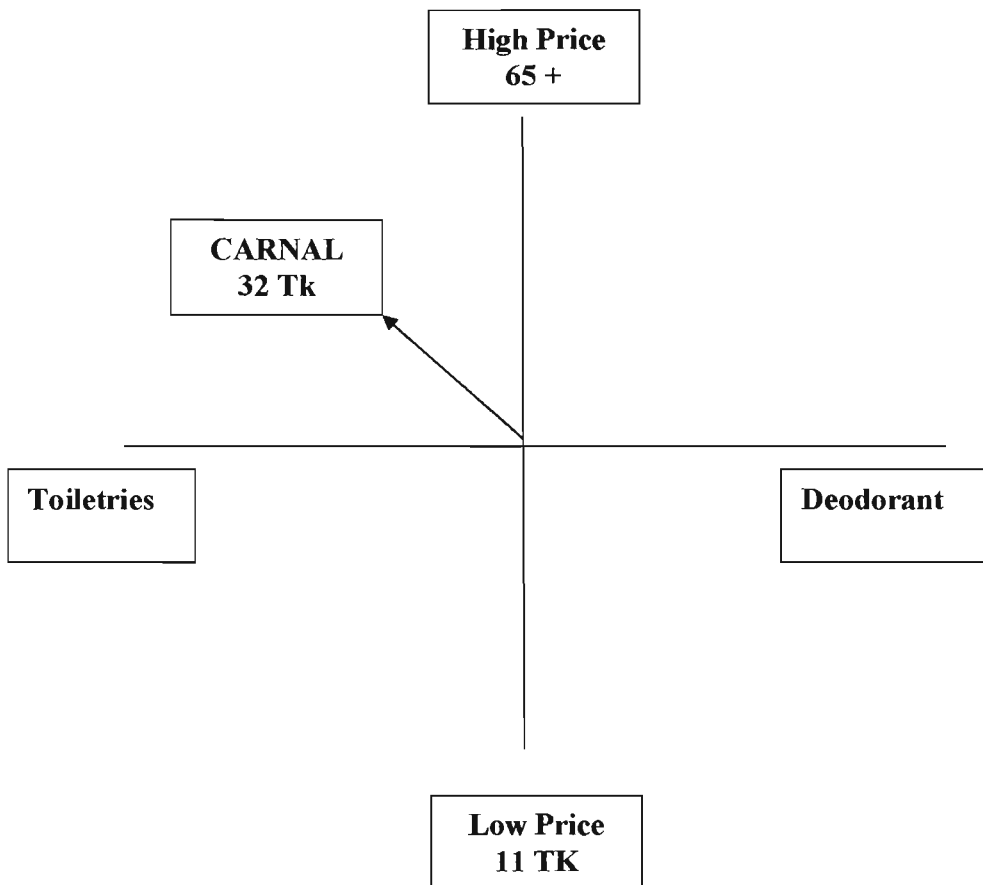 High Price
65 +
CARNAL
32 Tk
Toiletries
Deodorant
Low Price
11 TK